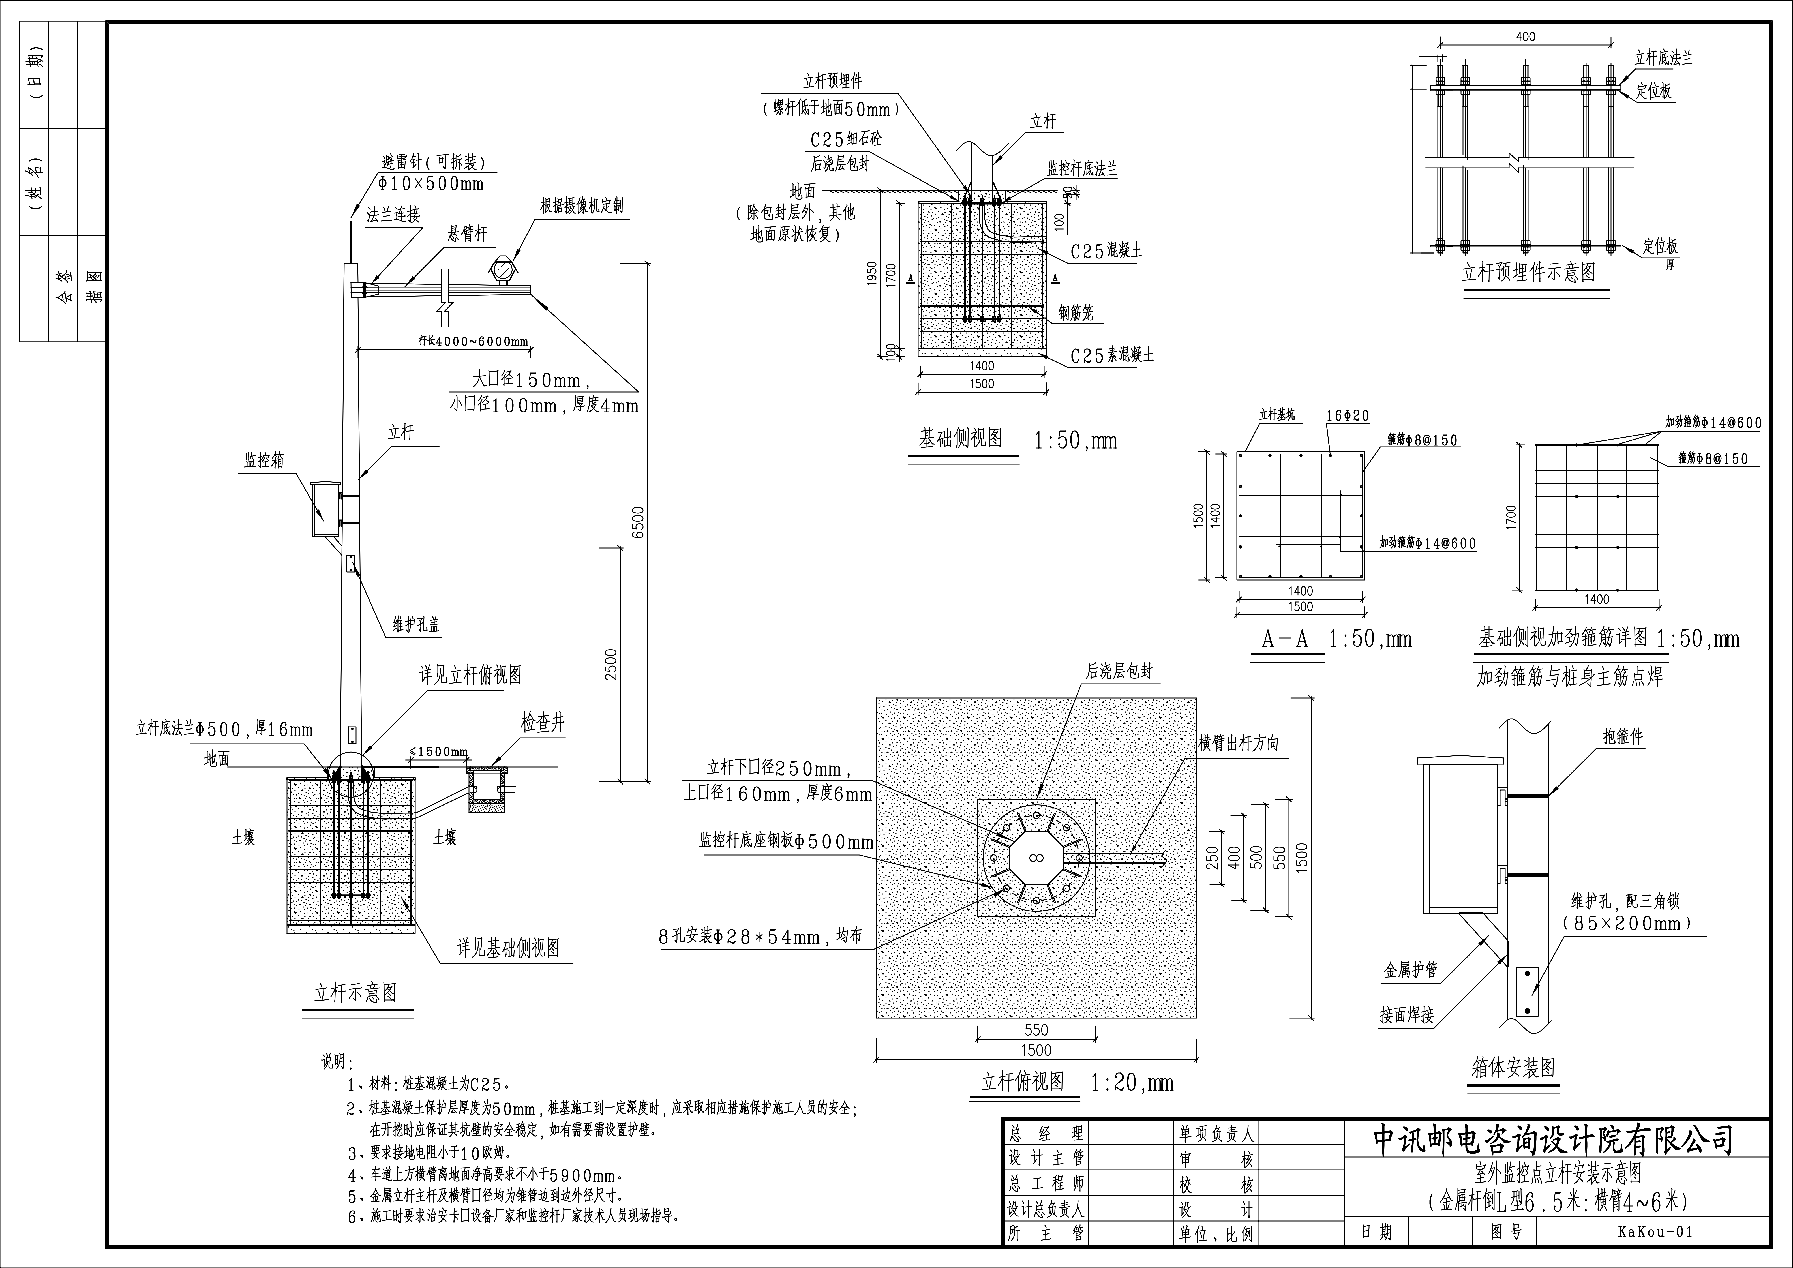 (日期)
(姓名)
会签
描图
避雷针(可拆装)
Φ10×500mm
法兰连接
悬臂杆
根据摄像机定制
杆长4000~6000mm
大口径150mm,
小口径100mm,厚度4mm
立杆
监控箱
6500
2500
维护孔盖
详见立杆俯视图
立杆底法兰Φ500,厚16mm
地面
≤1500mm
检查井
土壤
土壤
详见基础侧视图
立杆示意图
立杆预埋件
(螺杆低于地面50mm)
C25细石砼
后浇层包封
立杆
监控杆底法兰
地面
(除包封层外,其他
地面原状恢复)
50
100
1950
1700
100
A
A
C25混凝土
钢筋笼
C25素混凝土
1400
1500
基础侧视图 1:50,mm
400
立杆底法兰
定位板
定位板
厚
立杆预埋件示意图
立杆基坑
16Φ20
箍筋Φ8@150
加劲箍筋Φ14@600
1500
1400
1400
1500
A-A 1:50,mm
加劲箍筋Φ14@600
箍筋Φ8@150
1700
1400
基础侧视加劲箍筋详图 1:50,mm
加劲箍筋与桩身主筋点焊
后浇层包封
横臂出杆方向
立杆下口径250mm,
上口径160mm,厚度6mm
监控杆底座钢板Φ500mm
8孔安装Φ28*54mm,均布
250
400
500
550
1500
550
1500
立杆俯视图 1:20,mm
抱箍件
维护孔,配三角锁
(85×200mm)
金属护管
接面焊接
箱体安装图
说明:
1、材料:桩基混凝土为C25。
2、桩基混凝土保护层厚度为50mm,桩基施工到一定深度时,应采取相应措施保护施工人员的安全;
在开挖时应保证其坑壁的安全稳定,如有需要需设置护壁。
3、要求接地电阻小于10欧姆。
4、车道上方横臂离地面净高要求不小于5900mm。
5、金属立杆主杆及横臂口径均为锥管边到边外径尺寸。
6、施工时要求治安卡口设备厂家和监控杆厂家技术人员现场指导。
总经理
单项负责人
设计主管
审核
总工程师
校核
设计总负责人
设计
所主管
单位、比例
中讯邮电咨询设计院有限公司
室外监控点立杆安装示意图
(金属杆倒L型6.5米:横臂4~6米)
日期
图号
KaKou-01